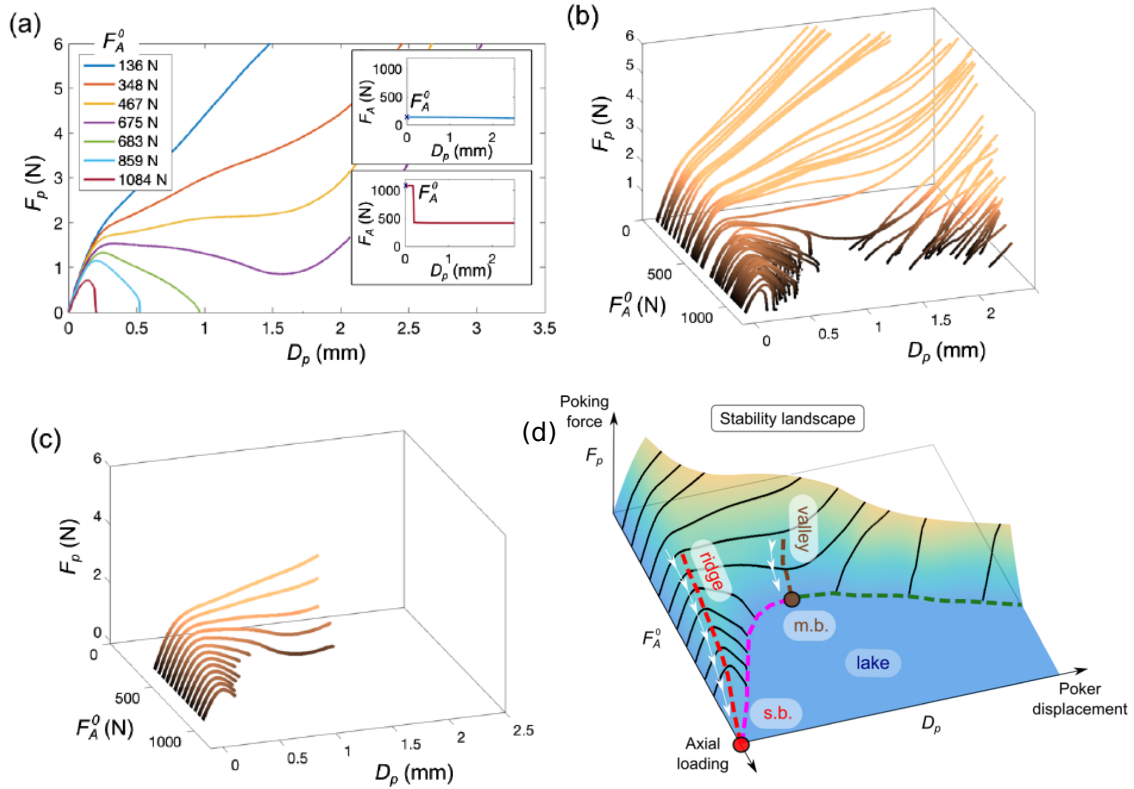 (a)
F_A^0
136 N
348 N
467 N
675 N
683 N
859 N
1084 N
F_p (N)
6
5
4
3
2
1
0
0 0.5 1 1.5 2 2.5 3 3.5
D_p (mm)
F_A (N)
1000
500
0
F_A^0
0 1 2
D_p (mm)
F_A (N)
1000
500
0
F_A^0
0 1 2
D_p (mm)
(b)
F_p (N)
6
5
4
3
2
1
0
500
1000
F_A^0 (N)
0 0.5 1 1.5 2
D_p (mm)
(c)
F_p (N)
6
4
2
0
0
500
1000
F_A^0 (N)
0 0.5 1 1.5 2 2.5
D_p (mm)
(d)
Poking
force
Stability landscape
F_p
valley
ridge
m.b.
F_A^0
lake
s.b.
Poker
displacement
D_p
Axial
loading